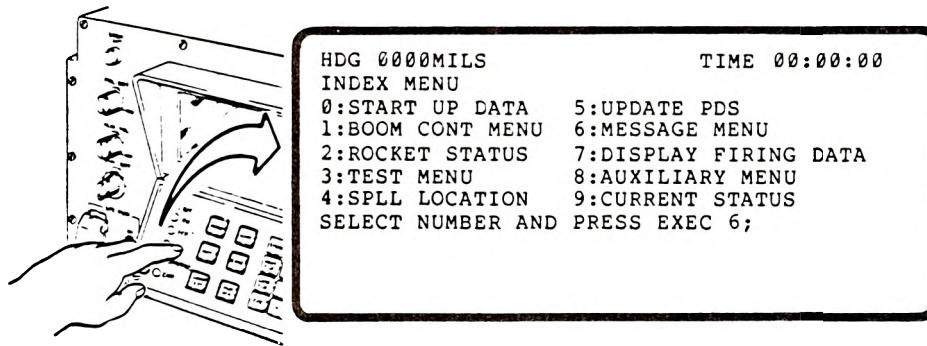 HDG 0000MILS TIME 00:00:00
INDEX MENU
0:START UP DATA 5:UPDATE PDS
1:BOOM CONT MENU 6:MESSAGE MENU
2:ROCKET STATUS 7:DISPLAY FIRING DATA
3:TEST MENU 8:AUXILIARY MENU
4:SPLL LOCATION 9:CURRENT STATUS
SELECT NUMBER AND PRESS EXEC 6;